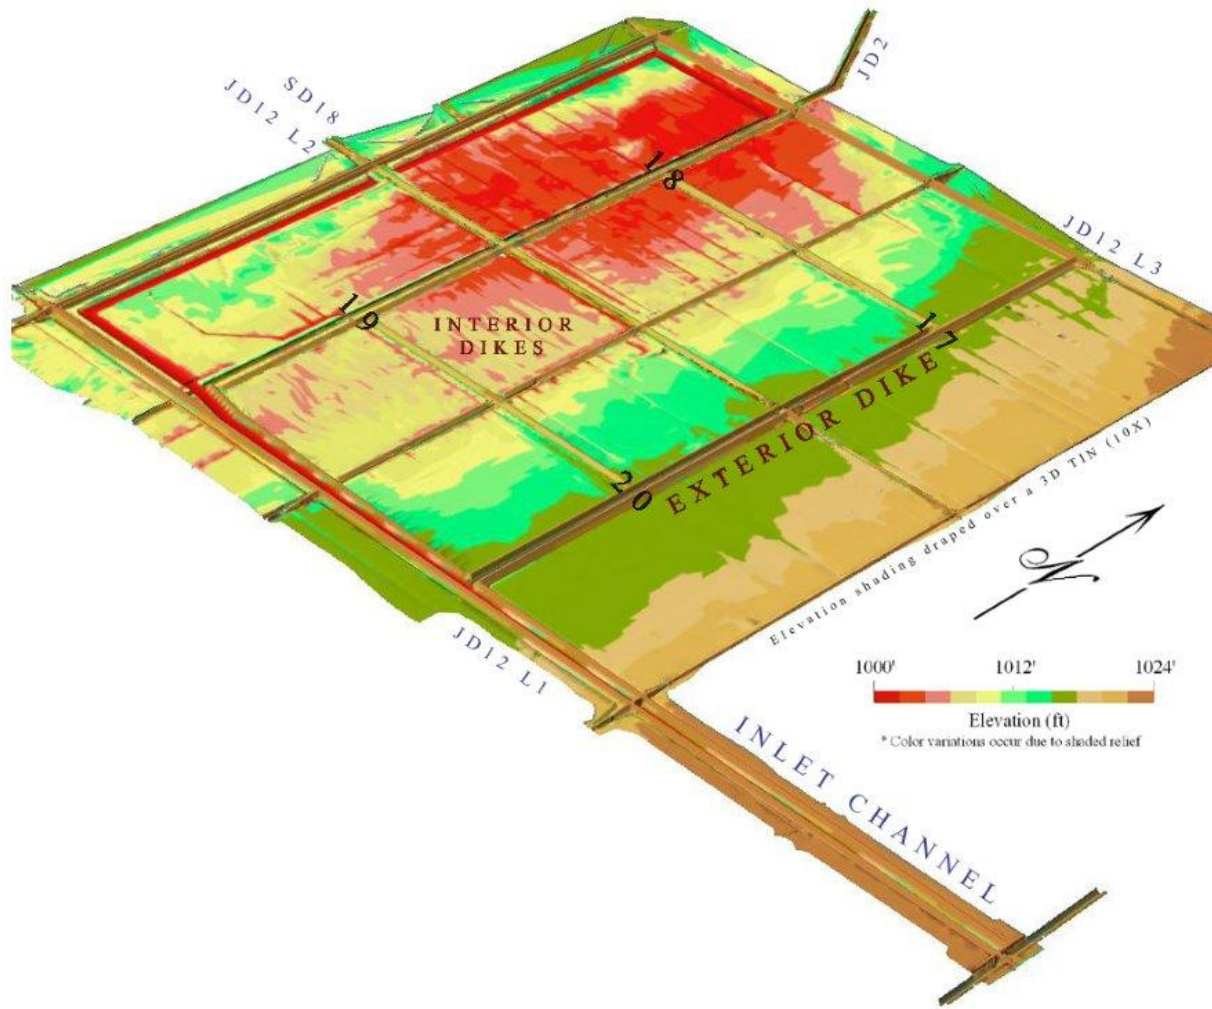 JD2
SD18
JD12 L2
18
JD12 L3
19
INTERIOR
DIKES
17
EXTERIOR DIKE
20
Elevation shading draped over a 3D TIN (10X)
N
JD12 L1
1000' 1012' 1024'
Elevation (ft)
* Color variations occur due to shaded relief
INLET CHANNEL